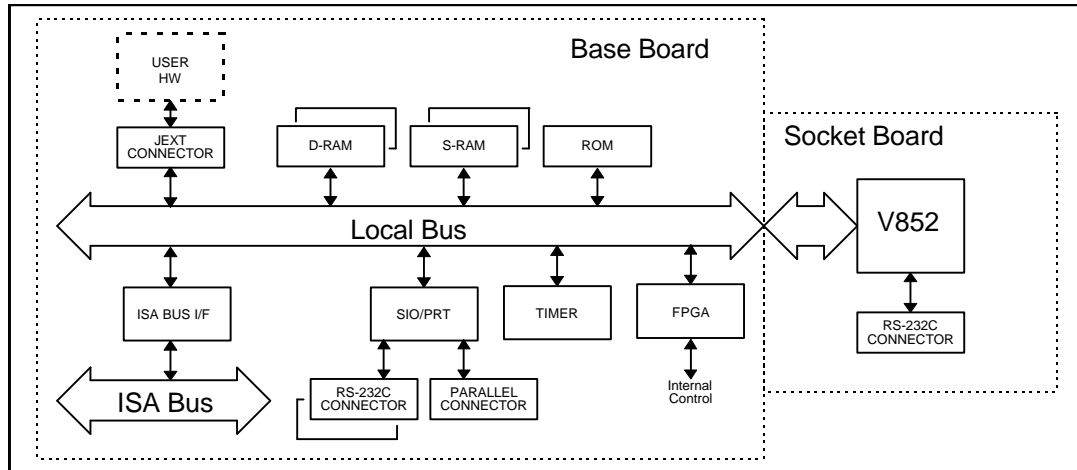 Base Board
USER
HW
JEXT
CONNECTOR
D-RAM
S-RAM
ROM
Socket Board
V852
Local Bus
ISA BUS I/F
SIO/PRT
TIMER
FPGA
RS-232C
CONNECTOR
ISA Bus
RS-232C
CONNECTOR
PARALLEL
CONNECTOR
Internal
Control